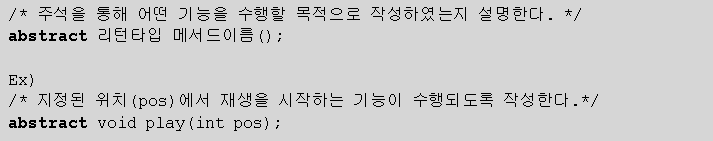 /* 주석을 통해 어떤 기능을 수행할 목적으로 작성하였는지 설명한다. */
abstract 리턴타입 메서드이름();
Ex)
/* 지정된 위치(pos)에서 재생을 시작하는 기능이 수행되도록 작성한다.*/
abstract void play(int pos);